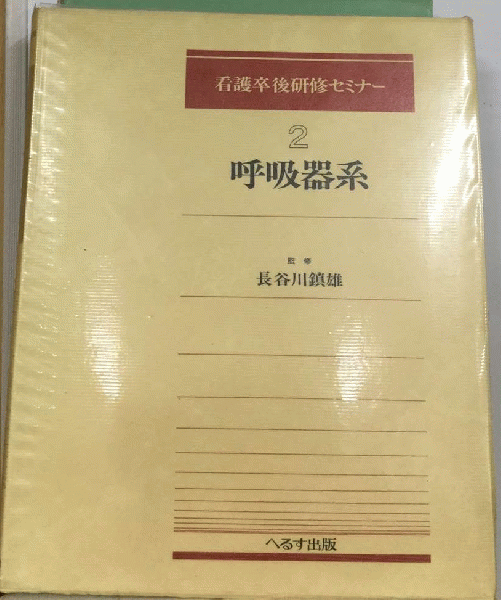 看護卒後研修セミナー
2
呼吸器系
監修
長谷川鎮雄
へるす出版